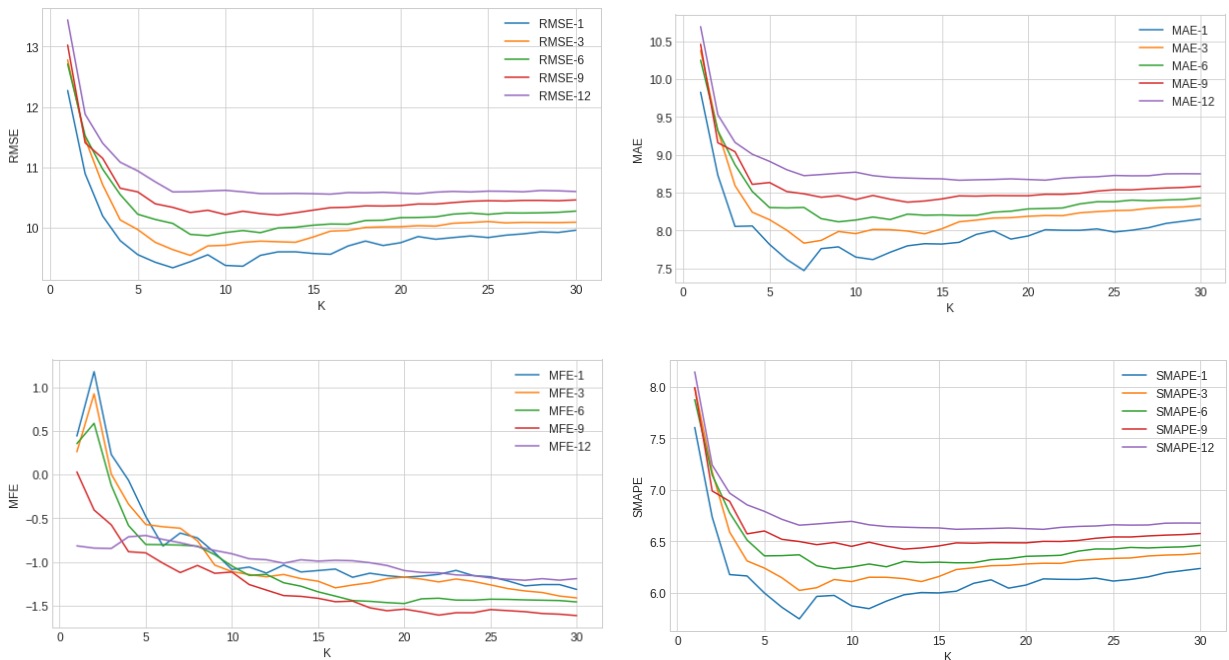 RMSE-1
RMSE-3
RMSE-6
RMSE-9
RMSE-12
13
12
11
10
RMSE
0 5 10 15 20 25 30
K
MAE-1
MAE-3
MAE-6
MAE-9
MAE-12
10.5
10.0
9.5
9.0
8.5
8.0
7.5
MAE
0 5 10 15 20 25 30
K
MFE-1
MFE-3
MFE-6
MFE-9
MFE-12
1.0
0.5
0.0
−0.5
−1.0
−1.5
MFE
0 5 10 15 20 25 30
K
SMAPE-1
SMAPE-3
SMAPE-6
SMAPE-9
SMAPE-12
8.0
7.5
7.0
6.5
6.0
SMAPE
0 5 10 15 20 25 30
K